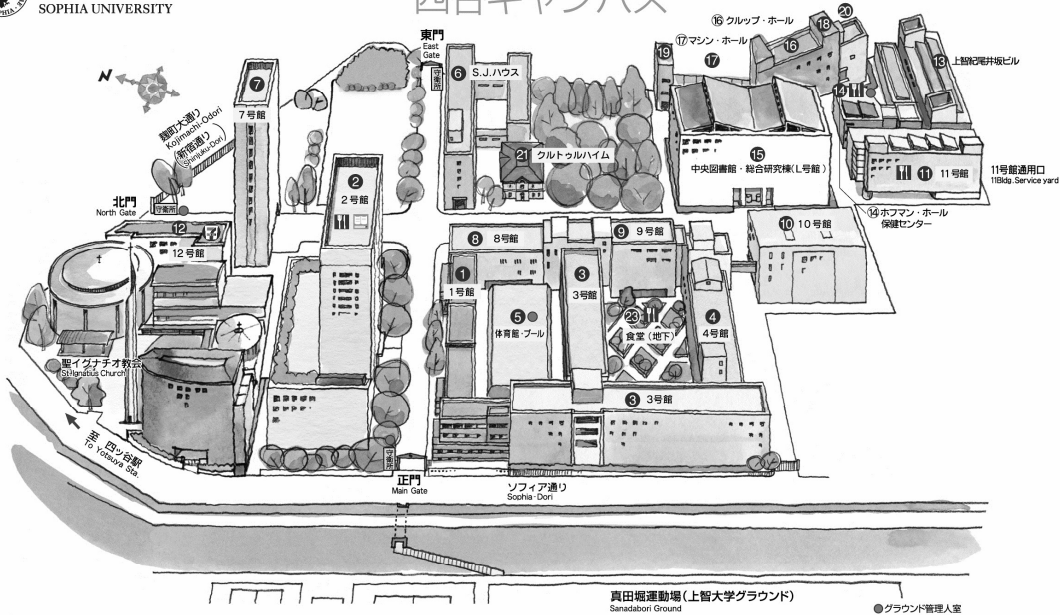 SOPHIA UNIVERSITY
四谷キャンパス
N
東門
East
Gate
守衛所
⑥ S.J.ハウス
⑯クルップ・ホール
⑰マシン・ホール
⑲
⑰
⑯
⑱
⑳
⑬ 上智紀尾井坂ビル
⑭
⑦
7号館
麹町大通り
Kojimachi-Odori
(新宿通り)
Shinjuku-Dori
②
2号館
㉑ クルトゥルハイム
⑮
中央図書館・総合研究棟(L号館)
⑪ 11号館
11号館通用口
11Bldg. Service yard
⑭ホフマン・ホール
保健センター
北門
North Gate
守衛所
⑫
12号館
⑧ 8号館
⑨ 9号館
⑩ 10号館
①
1号館
③
3号館
⑤
体育館・プール
㉓
食堂(地下)
④
4号館
聖イグナチオ教会
St-Ignatius Church
③ 3号館
至 四ッ谷駅
To Yotsuya Sta.
守衛所
正門
Main Gate
ソフィア通り
Sophia-Dori
真田堀運動場(上智大学グラウンド)
Sanadabori Ground
●グラウンド管理人室